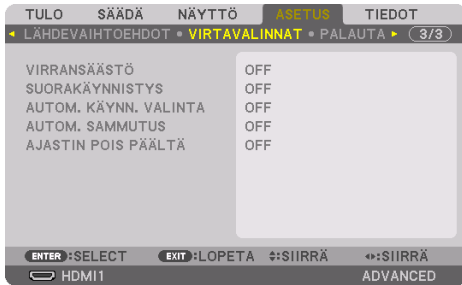 TULO SÄÄDÄ NÄYTTÖ ASETUS TIEDOT
◂ LÄHDEVAIHTOEHDOT • VIRTAVALINNAT • PALAUTA ▸ 3/3
VIRRANSÄÄSTÖ OFF
SUORAKÄYNNISTYS OFF
AUTOM. KÄYNN. VALINTA OFF
AUTOM. SAMMUTUS OFF
AJASTIN POIS PÄÄLTÄ OFF
ENTER :SELECT EXIT :LOPETA ▴▾:SIIRRÄ ◂▸:SIIRRÄ
HDMI1 ADVANCED